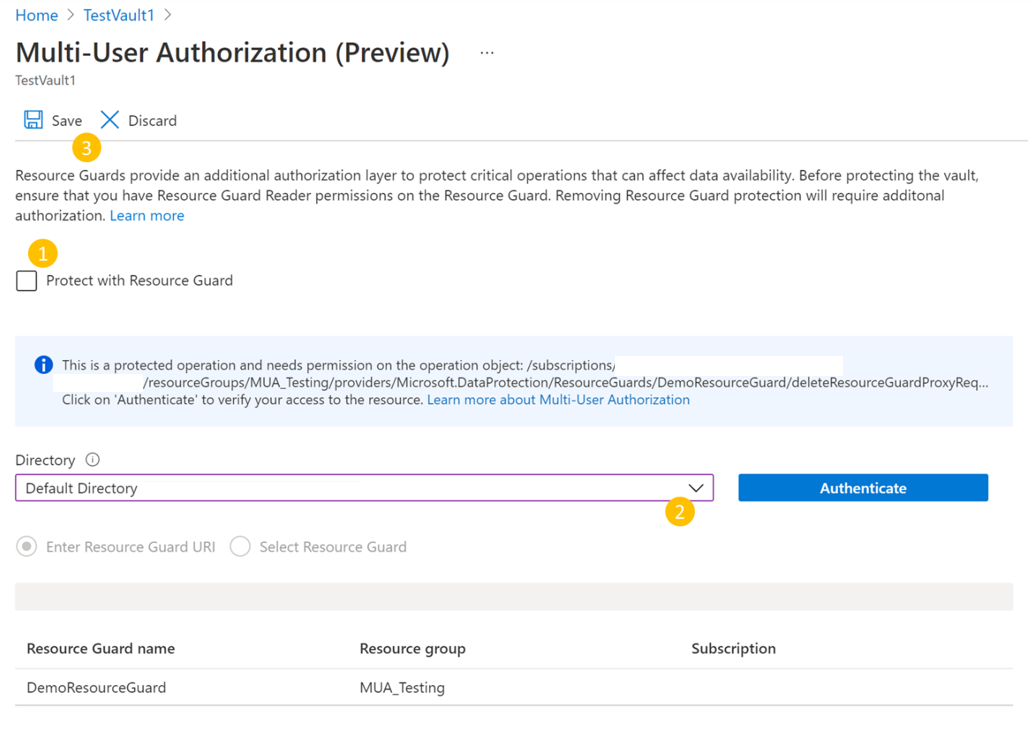 Home > TestVault1 >
Multi-User Authorization (Preview) ...
TestVault1
Save Discard
3
Resource Guards provide an additional authorization layer to protect critical operations that can affect data availability. Before protecting the vault,
ensure that you have Resource Guard Reader permissions on the Resource Guard. Removing Resource Guard protection will require additonal
authorization. Learn more
1
Protect with Resource Guard
This is a protected operation and needs permission on the operation object: /subscriptions/
/resourceGroups/MUA_Testing/providers/Microsoft.DataProtection/ResourceGuards/DemoResourceGuard/deleteResourceGuardProxyReq...
Click on 'Authenticate' to verify your access to the resource. Learn more about Multi-User Authorization
Directory
Default Directory Authenticate
2
Enter Resource Guard URI Select Resource Guard
Resource Guard name Resource group Subscription
DemoResourceGuard MUA_Testing